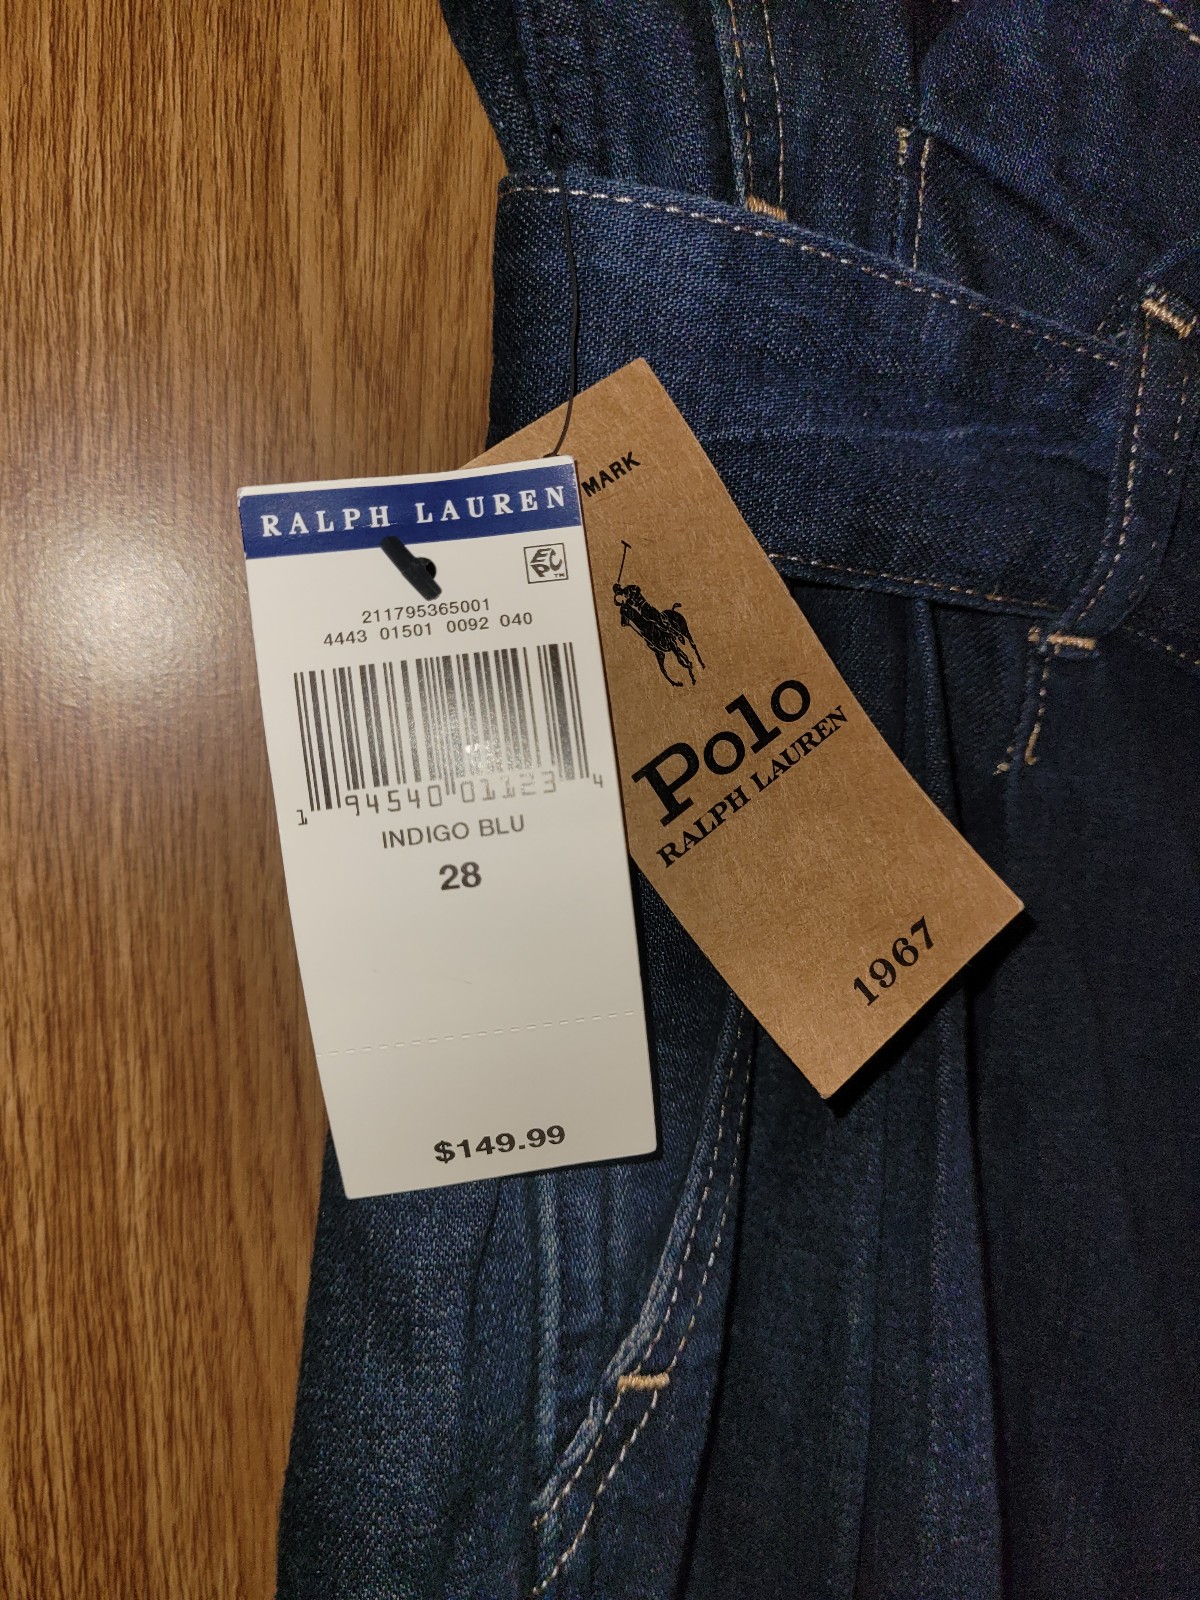 RALPH LAUREN
EPC™
211795365001
4443 01501 0092 040
1 94540 01123 4
INDIGO BLU
28
$149.99
MARK
Polo
RALPH LAUREN
1967